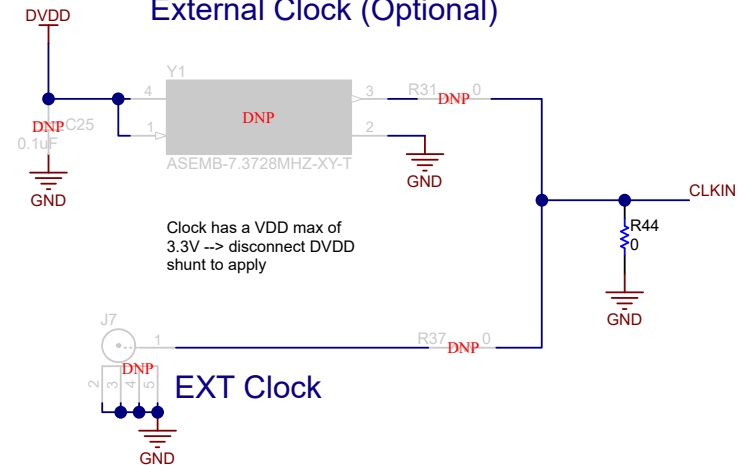 External Clock (Optional)
DVDD
Y1
4
3
R31
DNP
0
DNP
DNP
C25
0.1uF
1
2
ASEMB-7.3728MHZ-XY-T
GND
GND
CLKIN
Clock has a VDD max of
3.3V --> disconnect DVDD
shunt to apply
R44
0
GND
J7
1
R37
DNP
0
DNP
2
3
4
5
EXT Clock
GND